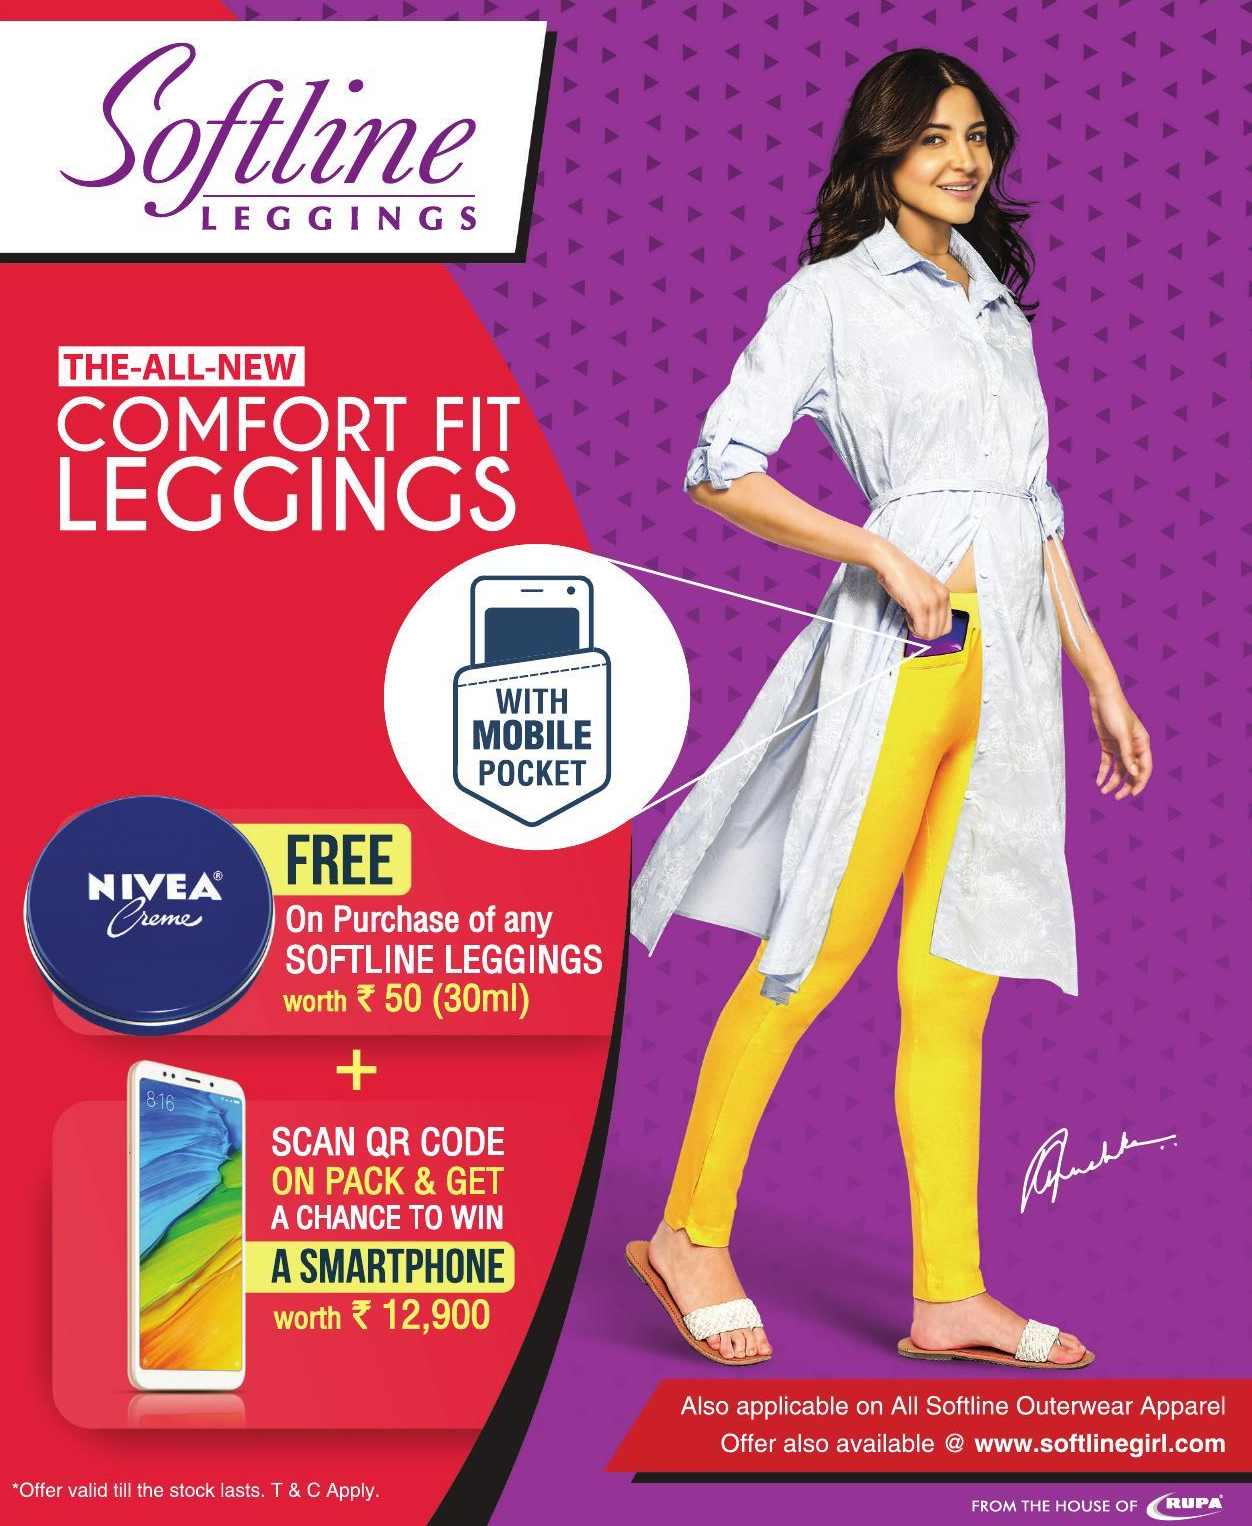 Softline
LEGGINGS
THE-ALL-NEW
COMFORT FIT
LEGGINGS
WITH
MOBILE
POCKET
NIVEA®
Creme
FREE
On Purchase of any
SOFTLINE LEGGINGS
worth ₹ 50 (30ml)
+
8:16
SCAN QR CODE
ON PACK & GET
A CHANCE TO WIN
A SMARTPHONE
worth ₹ 12,900
Anushka
Also applicable on All Softline Outerwear Apparel
Offer also available @ www.softlinegirl.com
*Offer valid till the stock lasts. T & C Apply.
FROM THE HOUSE OF RUPA®